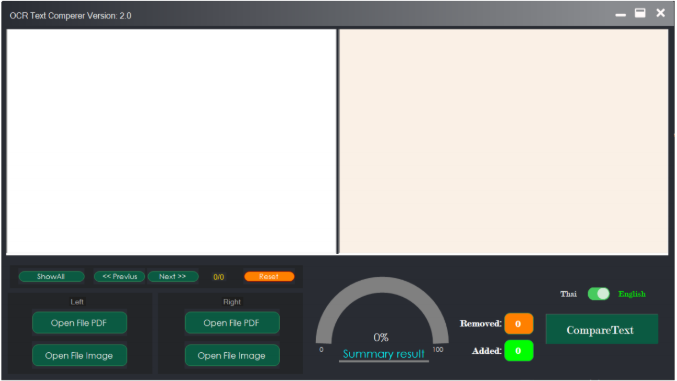 OCR Text Comperer Version: 2.0
ShowAll << Previus Next >> 0/0 Reset
Left Right
Open File PDF Open File PDF
Open File Image Open File Image
0% 
0 100
Summary result
Removed: 0
Added: 0
Thai English
CompareText